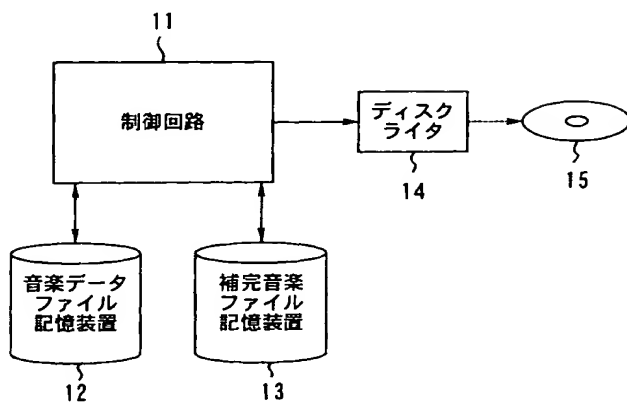 11
制御回路
ディスク
ライタ
14
15
音楽データ
ファイル
記憶装置
12
補完音楽
ファイル
記憶装置
13